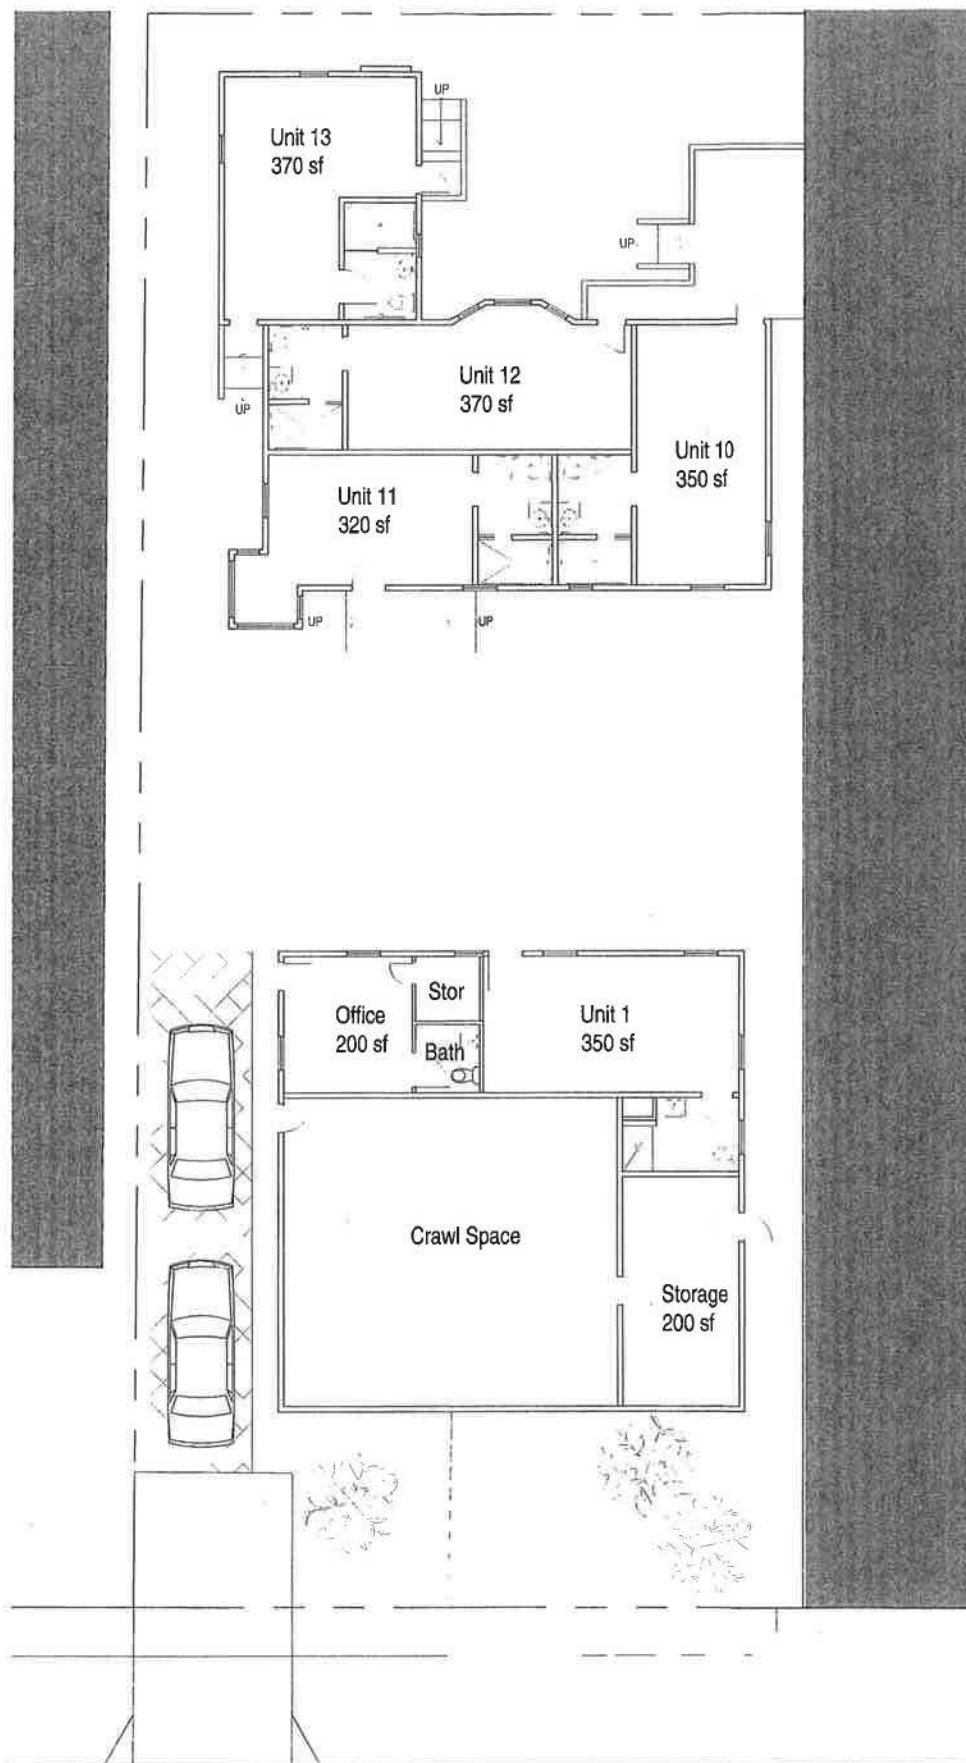 UP
Unit 13
370 sf
UP
Unit 12
370 sf
UP
Unit 10
350 sf
Unit 11
320 sf
UP
UP
Office
200 sf
Stor
Bath
Unit 1
350 sf
Crawl Space
Storage
200 sf